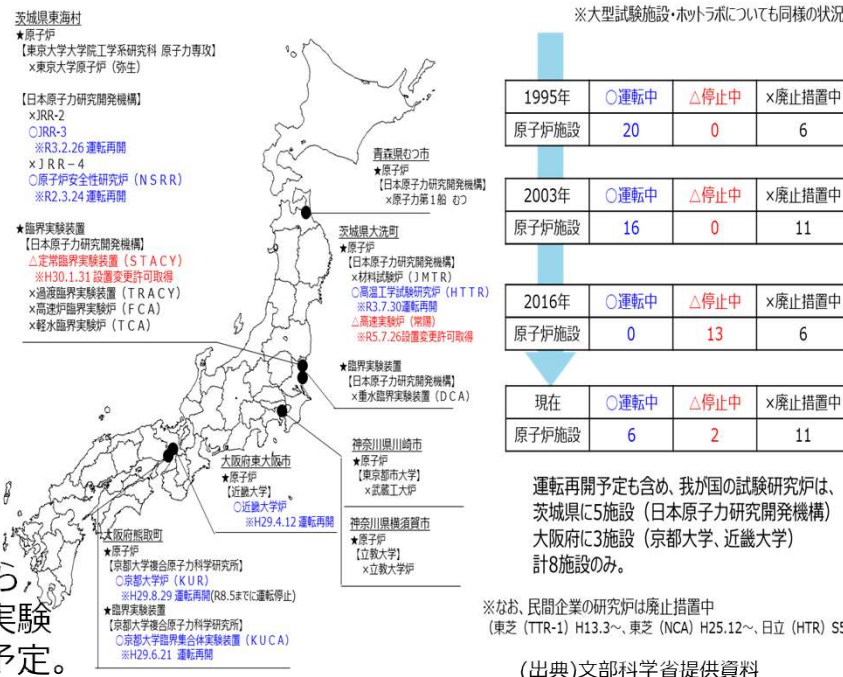 ※大型試験施設・ホットラボについても同様の状況
茨城県東海村
★原子炉
【東京大学大学院工学系研究科 原子力専攻】
×東京大学原子炉（弥生）
【日本原子力研究開発機構】
×JRR-2
○JRR-3
※R3.2.26 運転再開
×ＪＲＲ－４
○原子炉安全性研究炉（ＮＳＲＲ）
※R2.3.24 運転再開
★臨界実験装置
【日本原子力研究開発機構】
△定常臨界実験装置（ＳＴＡＣＹ）
※H30.1.31 設置変更許可取得
×過渡臨界実験装置（ＴＲＡＣＹ）
×高速炉臨界実験装置（ＦＣＡ）
×軽水臨界実験炉（ＴＣＡ）
青森県むつ市
★原子炉
【日本原子力研究開発機構】
×原子力第１船 むつ
茨城県大洗町
★原子炉
【日本原子力研究開発機構】
×材料試験炉（ＪＭＴＲ）
○高温工学試験研究炉（ＨＴＴＲ）
※R3.7.30運転再開
△高速実験炉（常陽）
※R5.7.26設置変更許可取得
★臨界実験装置
【日本原子力研究開発機構】
×重水臨界実験装置（ＤＣＡ）
神奈川県川崎市
★原子炉
【東京都市大学】
×武蔵工大炉
神奈川県横須賀市
★原子炉
【立教大学】
×立教大学炉
大阪府東大阪市
★原子炉
【近畿大学】
○近畿大学炉
※H29.4.12 運転再開
大阪府熊取町
★原子炉
【京都大学複合原子力科学研究所】
○京都大学炉（ＫＵＲ）
※H29.8.29 運転再開(R8.5までに運転停止)
★臨界実験装置
【京都大学複合原子力科学研究所】
○京都大学臨界集合体実験装置（ＫＵＣＡ）
※H29.6.21 運転再開
ら
実験
予定。
1995年 ○運転中 △停止中 ×廃止措置中
原子炉施設 20 0 6
2003年 ○運転中 △停止中 ×廃止措置中
原子炉施設 16 0 11
2016年 ○運転中 △停止中 ×廃止措置中
原子炉施設 0 13 6
現在 ○運転中 △停止中 ×廃止措置中
原子炉施設 6 2 11
運転再開予定も含め、我が国の試験研究炉は、
茨城県に5施設（日本原子力研究開発機構）
大阪府に3施設（京都大学、近畿大学）
計8施設のみ。
※なお、民間企業の研究炉は廃止措置中
（東芝（TTR-1）H13.3～、東芝（NCA）H25.12～、日立（HTR）S5
(出典)文部科学省提供資料